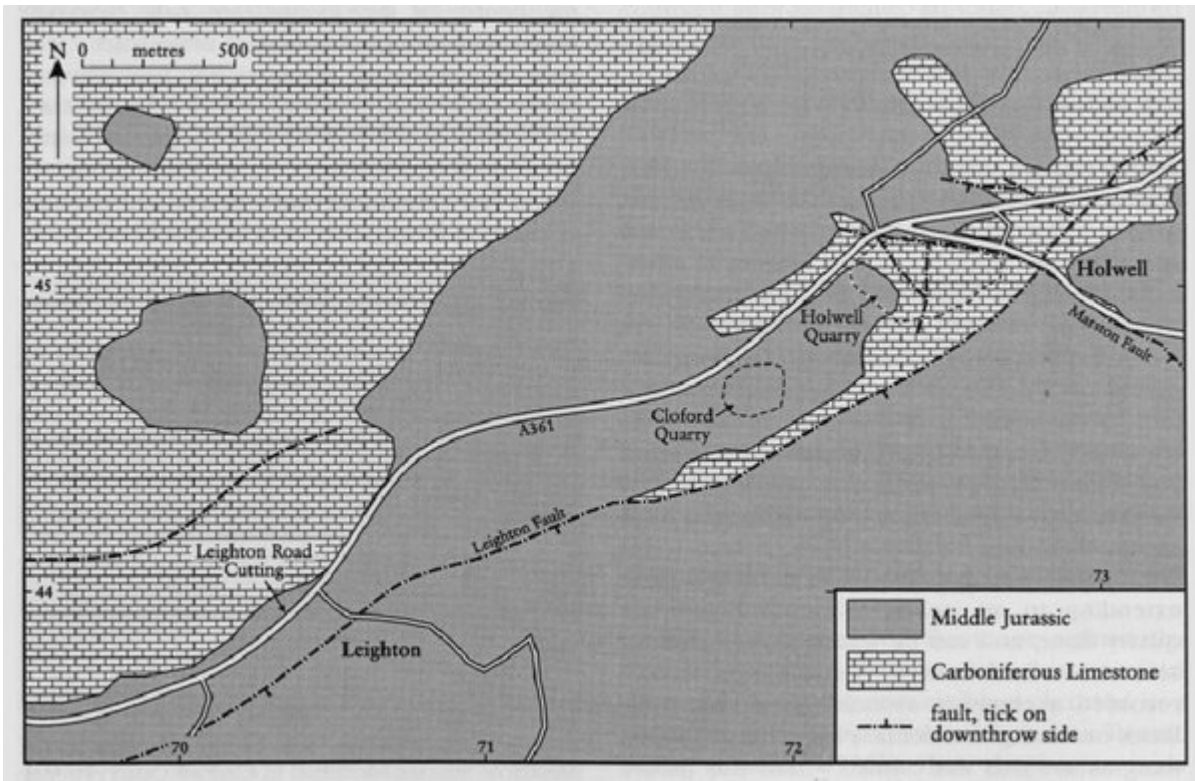 N
0 metres 500
45
Holwell
Holwell
Quarry
Marston Fault
Cloford
Quarry
A361
Leighton Fault
Leighton Road
Cutting
44
73
Leighton
Middle Jurassic
Carboniferous Limestone
fault, tick on
downthrow side
70
71
72